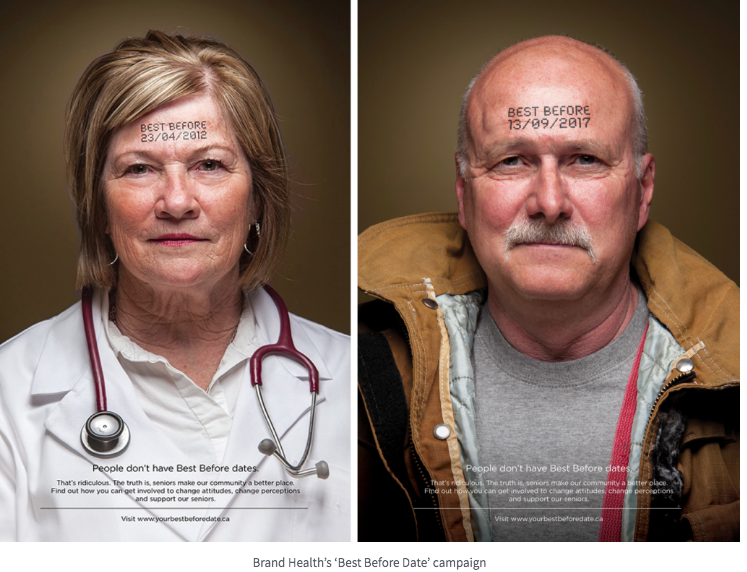 BEST BEFORE
23/04/2012
People don't have Best Before dates.
That's ridiculous. The truth is, seniors make our community a better place.
Find out how you can get involved to change attitudes, change perceptions
and support our seniors.
Visit www.yourbestbeforedate.ca
BEST BEFORE
13/09/2017
People don't have Best Before dates.
That's ridiculous. The truth is, seniors make our community a better place.
Find out how you can get involved to change attitudes, change perceptions
and support our seniors.
Visit www.yourbestbeforedate.ca
Brand Health's 'Best Before Date' campaign